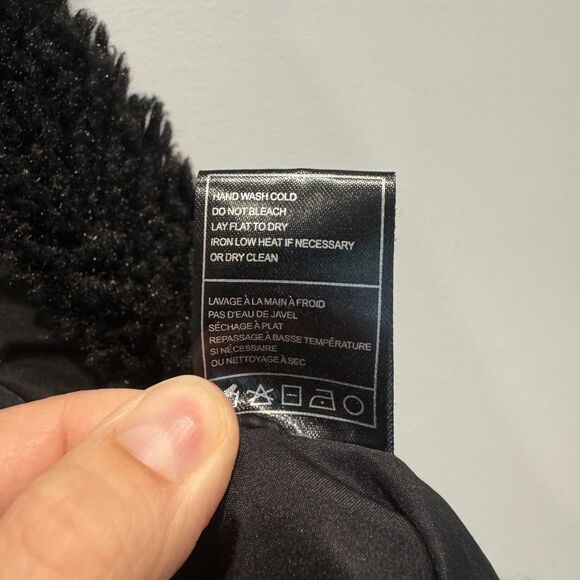 HAND WASH COLD
DO NOT BLEACH
LAY FLAT TO DRY
IRON LOW HEAT IF NECESSARY
OR DRY CLEAN
LAVAGE À LA MAIN À FROID
PAS D'EAU DE JAVEL
SÉCHAGE À PLAT
REPASSAGE À BASSE TEMPÉRATURE
SI NÉCESSAIRE
OU NETTOYAGE À SEC